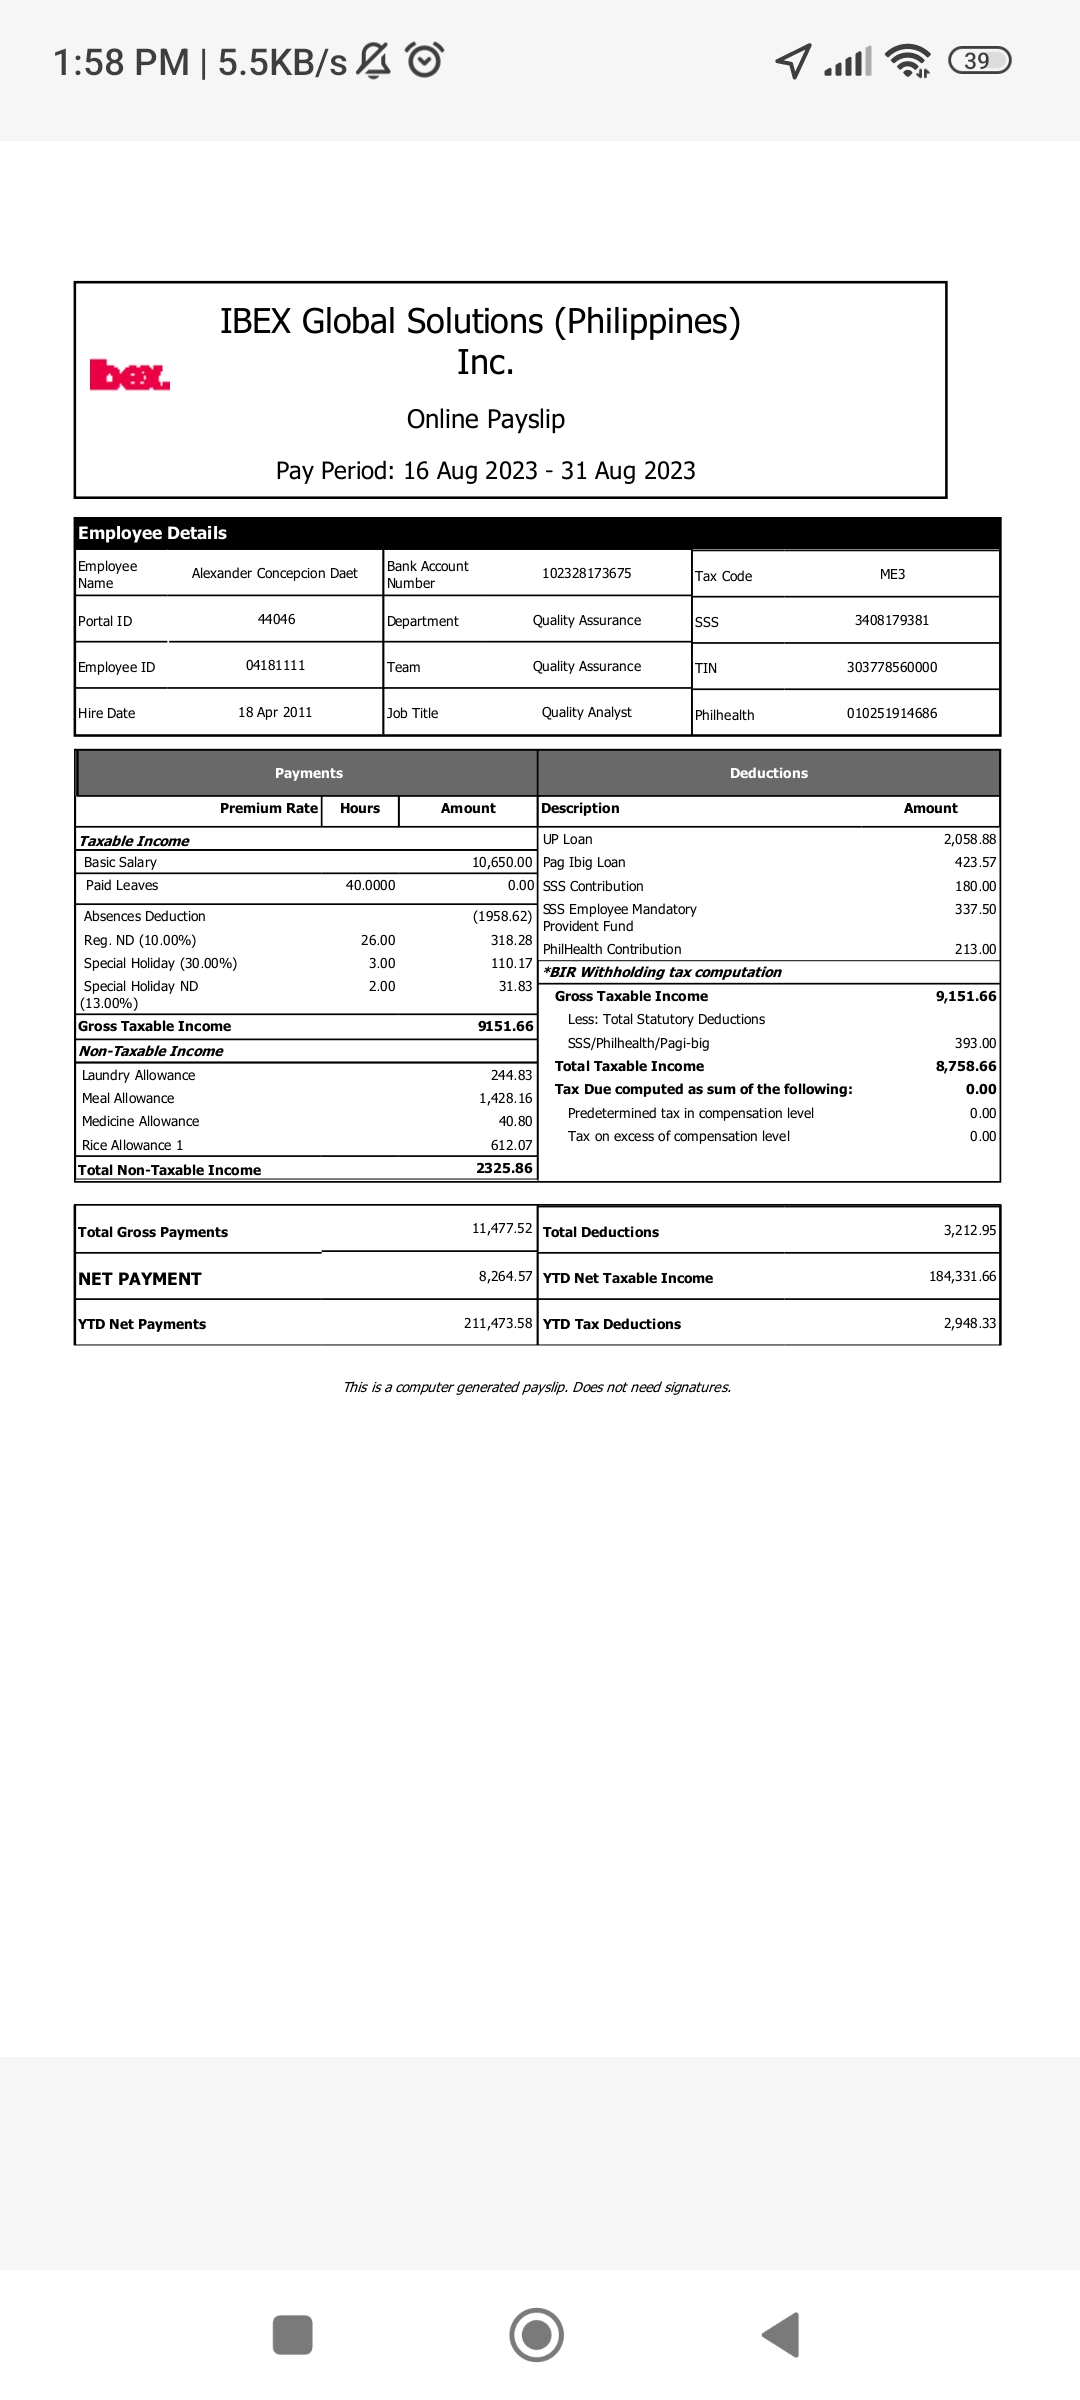 1:58 PM | 5.5KB/s
39
IBEX Global Solutions (Philippines)
Inc.
ibex.
Online Payslip
Pay Period: 16 Aug 2023 - 31 Aug 2023
Employee Details
Employee Name Alexander Concepcion Daet Bank Account Number 102328173675 Tax Code ME3
Portal ID 44046 Department Quality Assurance SSS 3408179381
Employee ID 04181111 Team Quality Assurance TIN 303778560000
Hire Date 18 Apr 2011 Job Title Quality Analyst Philhealth 010251914686
Payments Deductions
Premium Rate Hours Amount Description Amount
Taxable Income UP Loan 2,058.88
Basic Salary 10,650.00 Pag Ibig Loan 423.57
Paid Leaves 40.0000 0.00 SSS Contribution 180.00
Absences Deduction (1958.62) SSS Employee Mandatory Provident Fund 337.50
Reg. ND (10.00%) 26.00 318.28 PhilHealth Contribution 213.00
Special Holiday (30.00%) 3.00 110.17 *BIR Withholding tax computation
Special Holiday ND (13.00%) 2.00 31.83 Gross Taxable Income 9,151.66
Less: Total Statutory Deductions
Gross Taxable Income 9151.66 SSS/Philhealth/Pagi-big 393.00
Non-Taxable Income Total Taxable Income 8,758.66
Laundry Allowance 244.83 Tax Due computed as sum of the following: 0.00
Meal Allowance 1,428.16 Predetermined tax in compensation level 0.00
Medicine Allowance 40.80 Tax on excess of compensation level 0.00
Rice Allowance 1 612.07
Total Non-Taxable Income 2325.86
Total Gross Payments 11,477.52 Total Deductions 3,212.95
NET PAYMENT 8,264.57 YTD Net Taxable Income 184,331.66
YTD Net Payments 211,473.58 YTD Tax Deductions 2,948.33
This is a computer generated payslip. Does not need signatures.